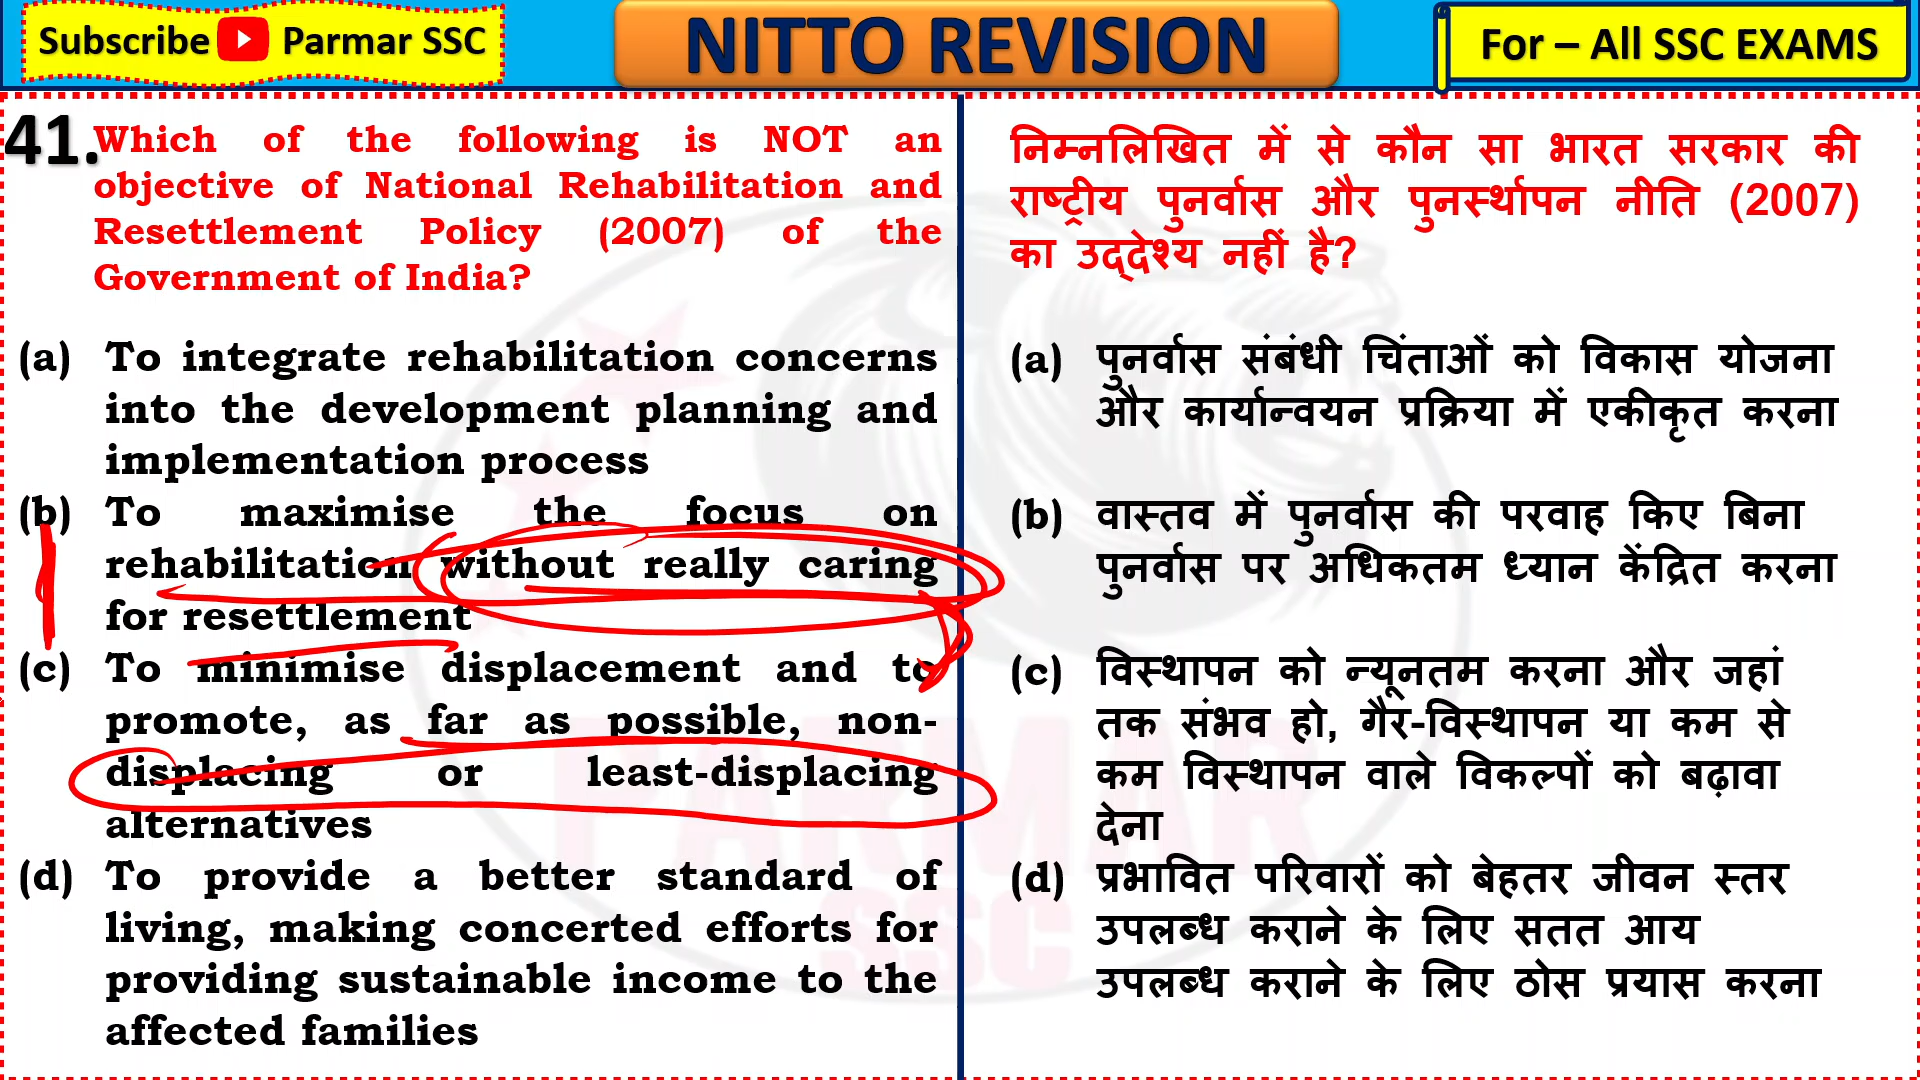 Subscribe Parmar SSC
NITTO REVISION
For – All SSC EXAMS
41.
Which of the following is NOT an
objective of National Rehabilitation and
Resettlement Policy (2007) of the
Government of India?
(a) To integrate rehabilitation concerns
into the development planning and
implementation process
(b) To maximise the focus on
rehabilitation without really caring
for resettlement
(c) To minimise displacement and to
promote, as far as possible, non-
displacing or least-displacing
alternatives
(d) To provide a better standard of
living, making concerted efforts for
providing sustainable income to the
affected families
निम्नलिखित में से कौन सा भारत सरकार की
राष्ट्रीय पुनर्वास और पुनर्स्थापन नीति (2007)
का उद्देश्य नहीं है?
(a) पुनर्वास संबंधी चिंताओं को विकास योजना
और कार्यान्वयन प्रक्रिया में एकीकृत करना
(b) वास्तव में पुनर्वास की परवाह किए बिना
पुनर्वास पर अधिकतम ध्यान केंद्रित करना
(c) विस्थापन को न्यूनतम करना और जहां
तक संभव हो, गैर-विस्थापन या कम से
कम विस्थापन वाले विकल्पों को बढ़ावा
देना
(d) प्रभावित परिवारों को बेहतर जीवन स्तर
उपलब्ध कराने के लिए सतत आय
उपलब्ध कराने के लिए ठोस प्रयास करना
PARMAR
SSC